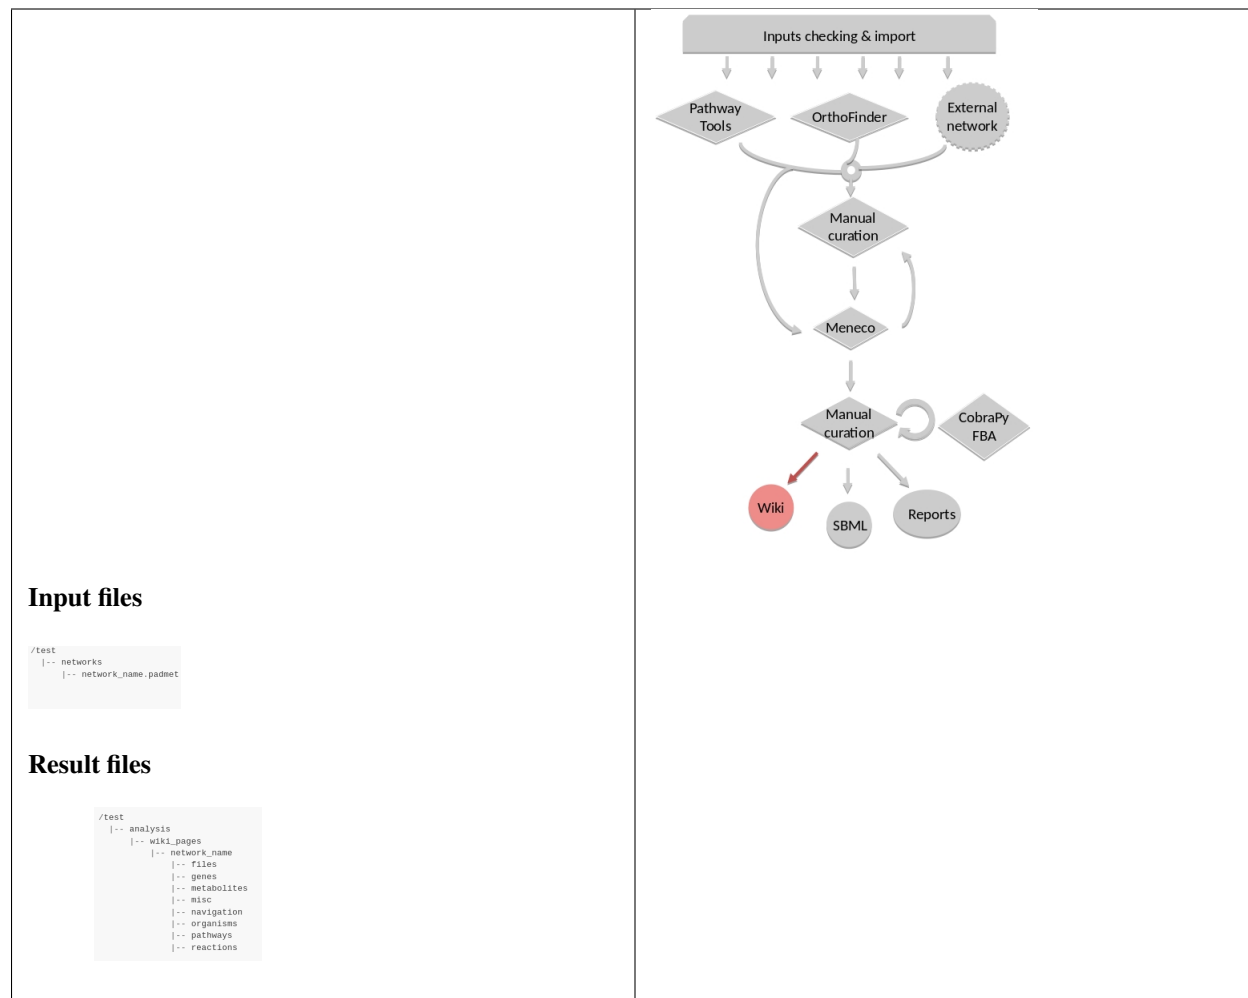 Inputs checking & import
Pathway
Tools
OrthoFinder
External
network
Manual
curation
Meneco
Manual
curation
CobraPy
FBA
Wiki
SBML
Reports
Input files
/test
|-- networks
|-- network_name.padmet
Result files
/test
|-- analysis
|-- wiki_pages
|-- network_name
|-- files
|-- genes
|-- metabolites
|-- misc
|-- navigation
|-- organisms
|-- pathways
|-- reactions